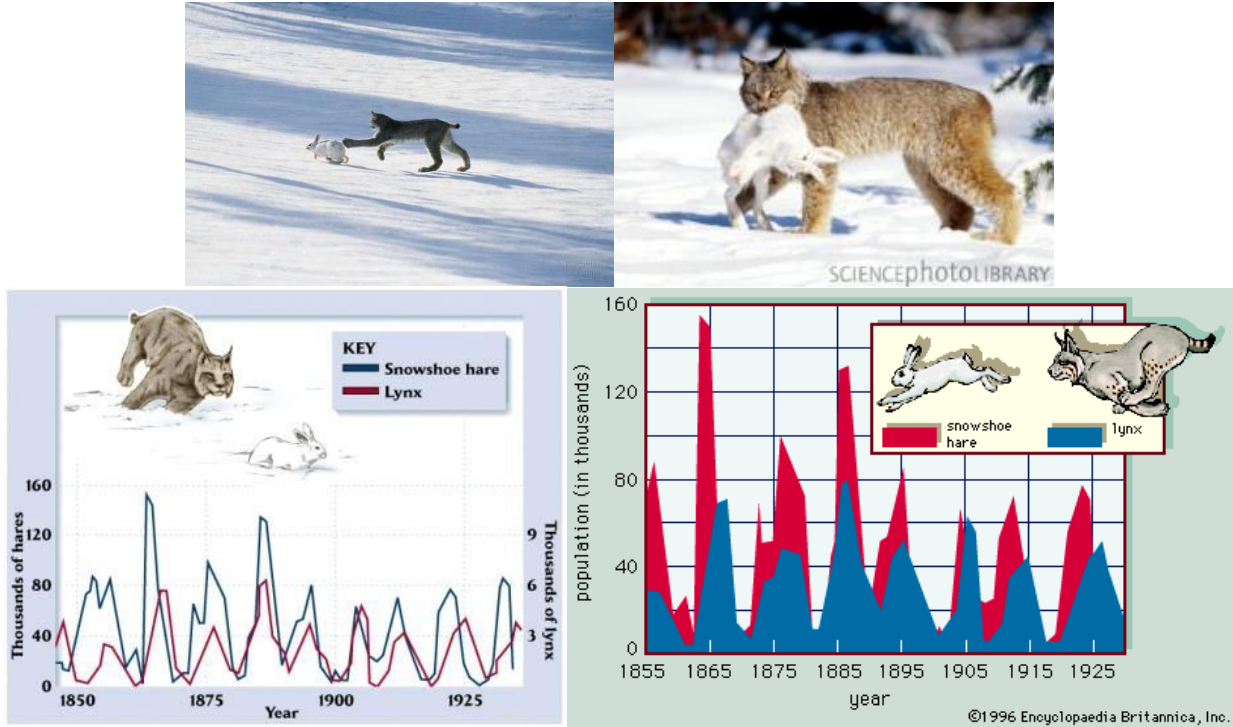 SCIENCEphotoLIBRARY
KEY
Snowshoe hare
Lynx
Thousands of hares
160
120
80
40
0
9
6
3
Thousands of lynx
1850
1875
1900
1925
Year
160
120
80
40
0
population (in thousands)
snowshoe
hare
lynx
1855
1865
1875
1885
1895
1905
1915
1925
year
©1996 Encyclopaedia Britannica, Inc.